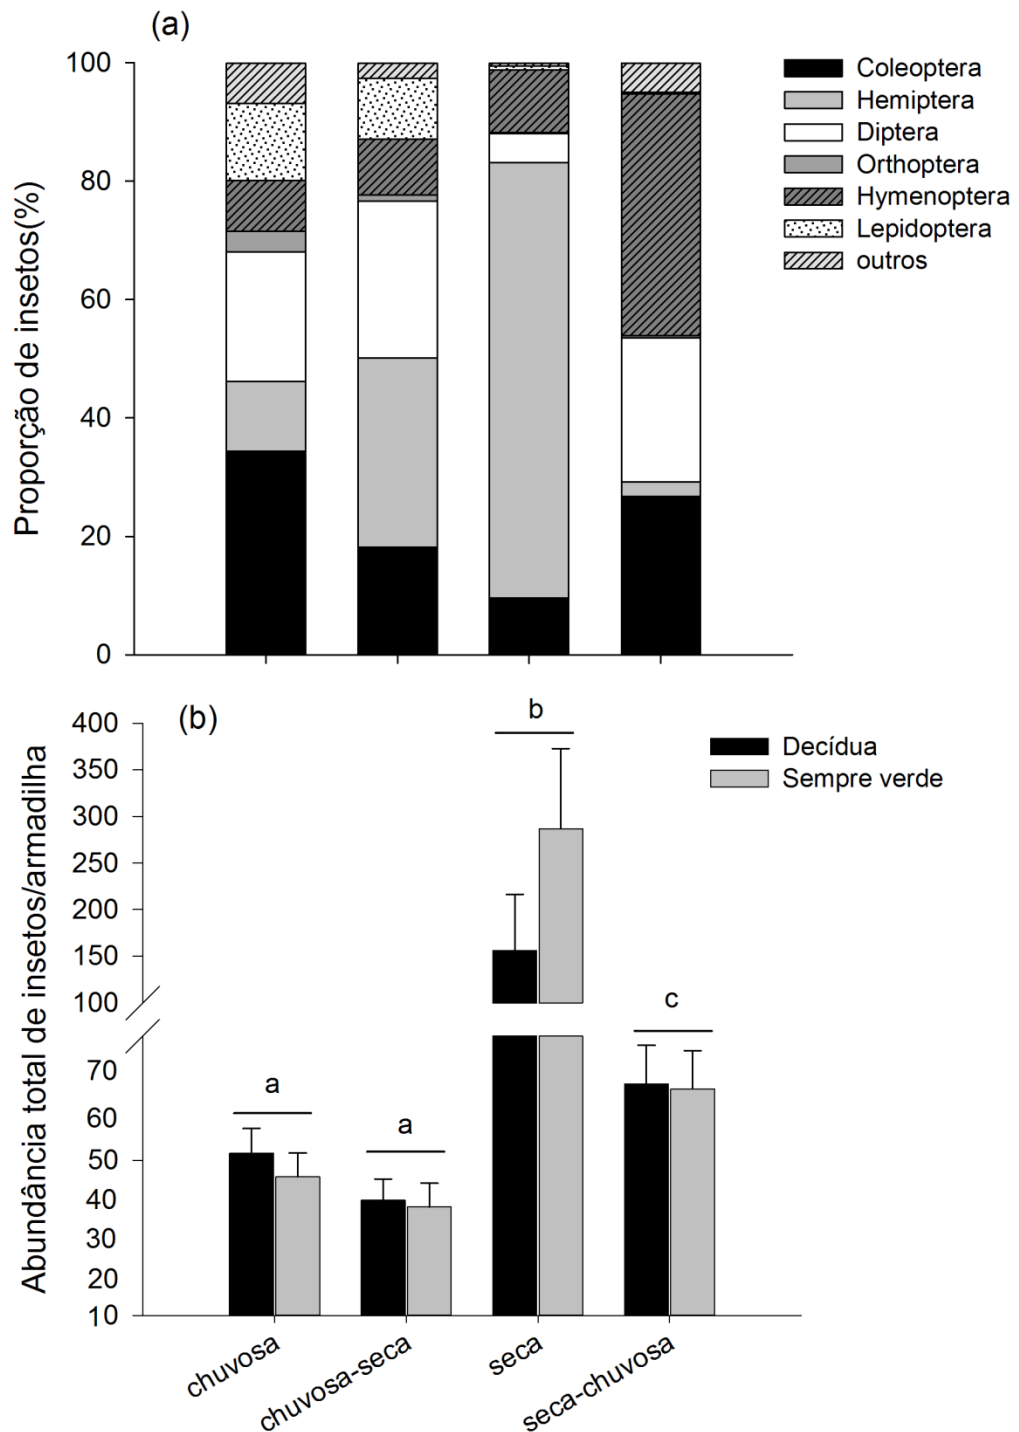 (a)
100
80
60
40
20
0
Proporção de insetos(%)
Coleoptera
Hemiptera
Diptera
Orthoptera
Hymenoptera
Lepidoptera
outros
(b)
400
350
300
250
200
150
100
70
60
50
40
30
20
10
Abundância total de insetos/armadilha
Decídua
Sempre verde
a
a
b
c
chuvosa
chuvosa-seca
seca
seca-chuvosa